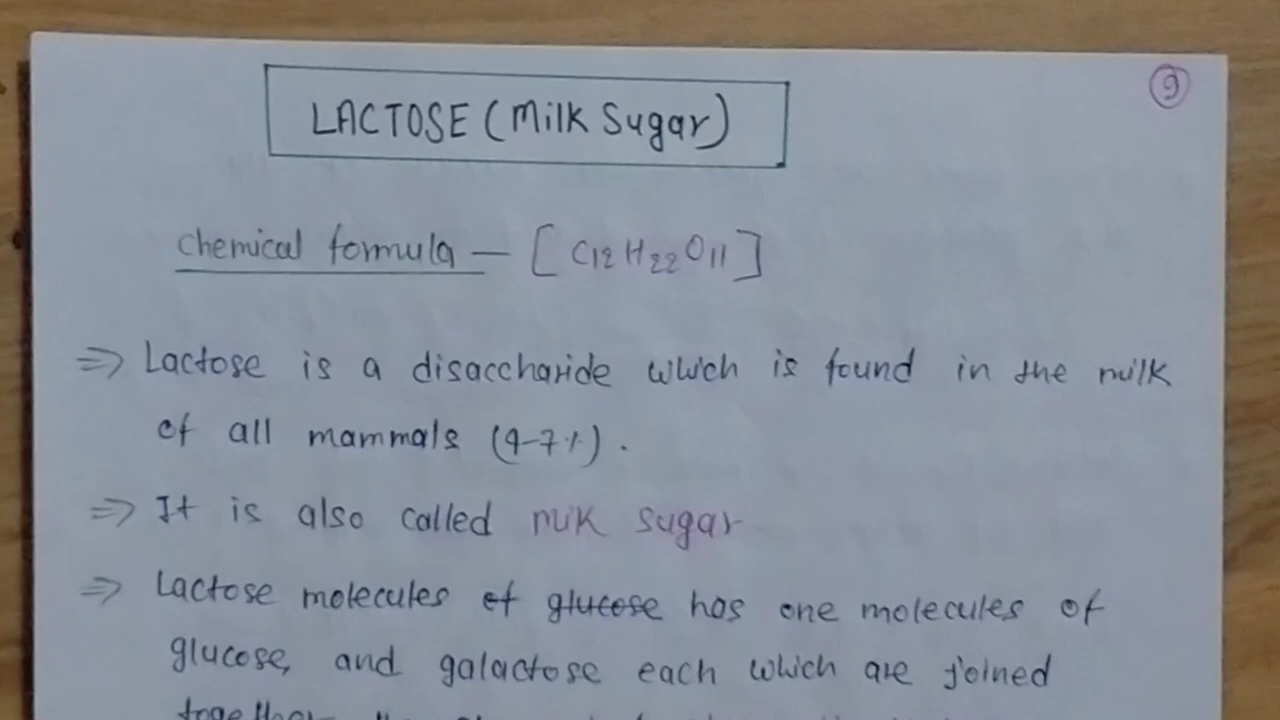 9
LACTOSE (Milk Sugar)
Chemical formula — [C12H22O11]
⇒ Lactose is a disaccharide which is found in the milk
of all mammals (4-7%).
⇒ It is also called milk sugar
⇒ Lactose molecules of glucose has one molecules of
glucose, and galactose each which are joined
together